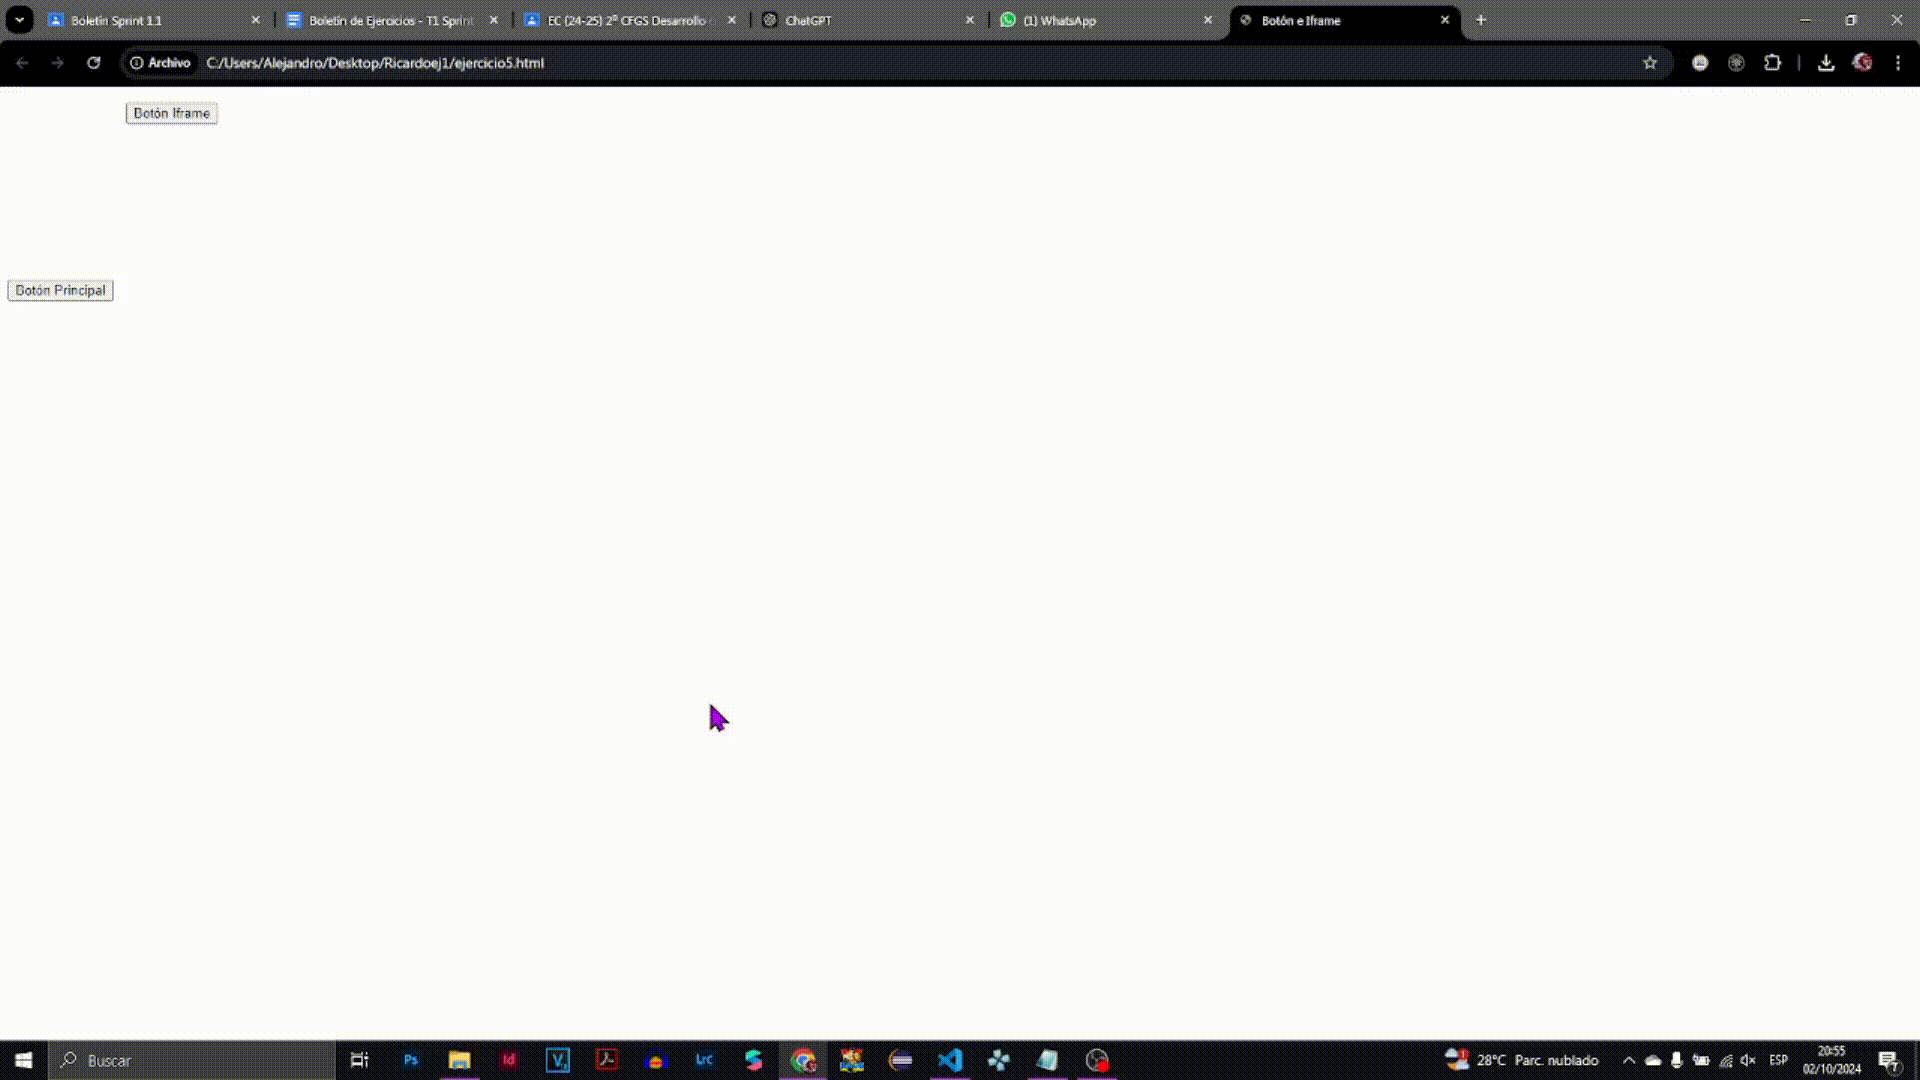 Boletín Sprint 1.1
Boletín de Ejercicios - T1 Sprint
EC (24-25) 2º CFGS Desarrollo
ChatGPT
(1) WhatsApp
Botón e Iframe
Archivo
C:/Users/Alejandro/Desktop/Ricardoej1/ejercicio5.html
Botón Iframe
Botón Principal
Buscar
Ps
Id
V
Lrc
28°C Parc. nublado
ESP
20:55
02/10/2024
7